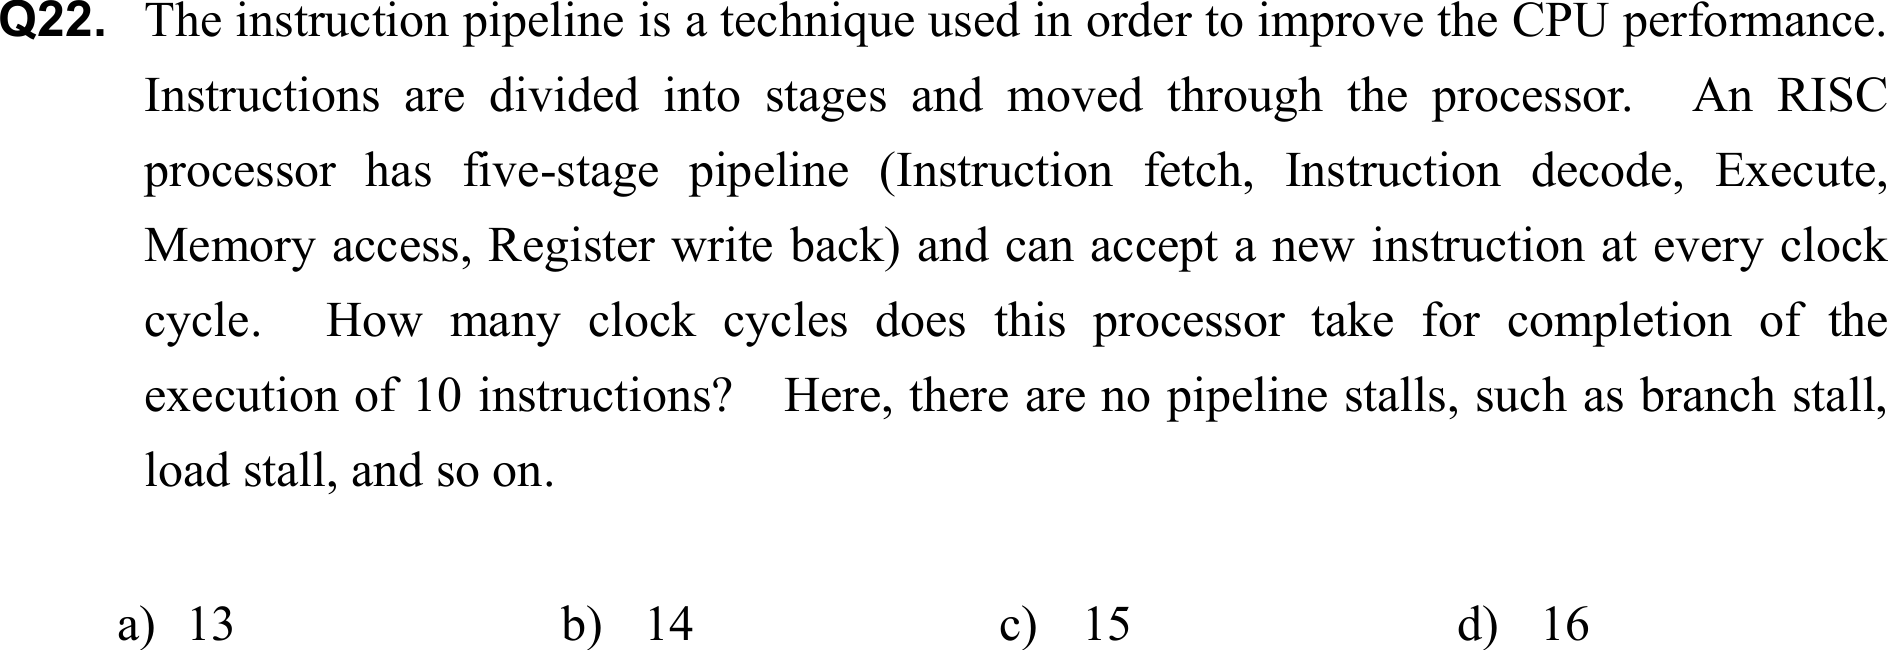 Q22. The instruction pipeline is a technique used in order to improve the CPU performance.
Instructions are divided into stages and moved through the processor. An RISC
processor has five-stage pipeline (Instruction fetch, Instruction decode, Execute,
Memory access, Register write back) and can accept a new instruction at every clock
cycle. How many clock cycles does this processor take for completion of the
execution of 10 instructions? Here, there are no pipeline stalls, such as branch stall,
load stall, and so on.
a) 13 b) 14 c) 15 d) 16